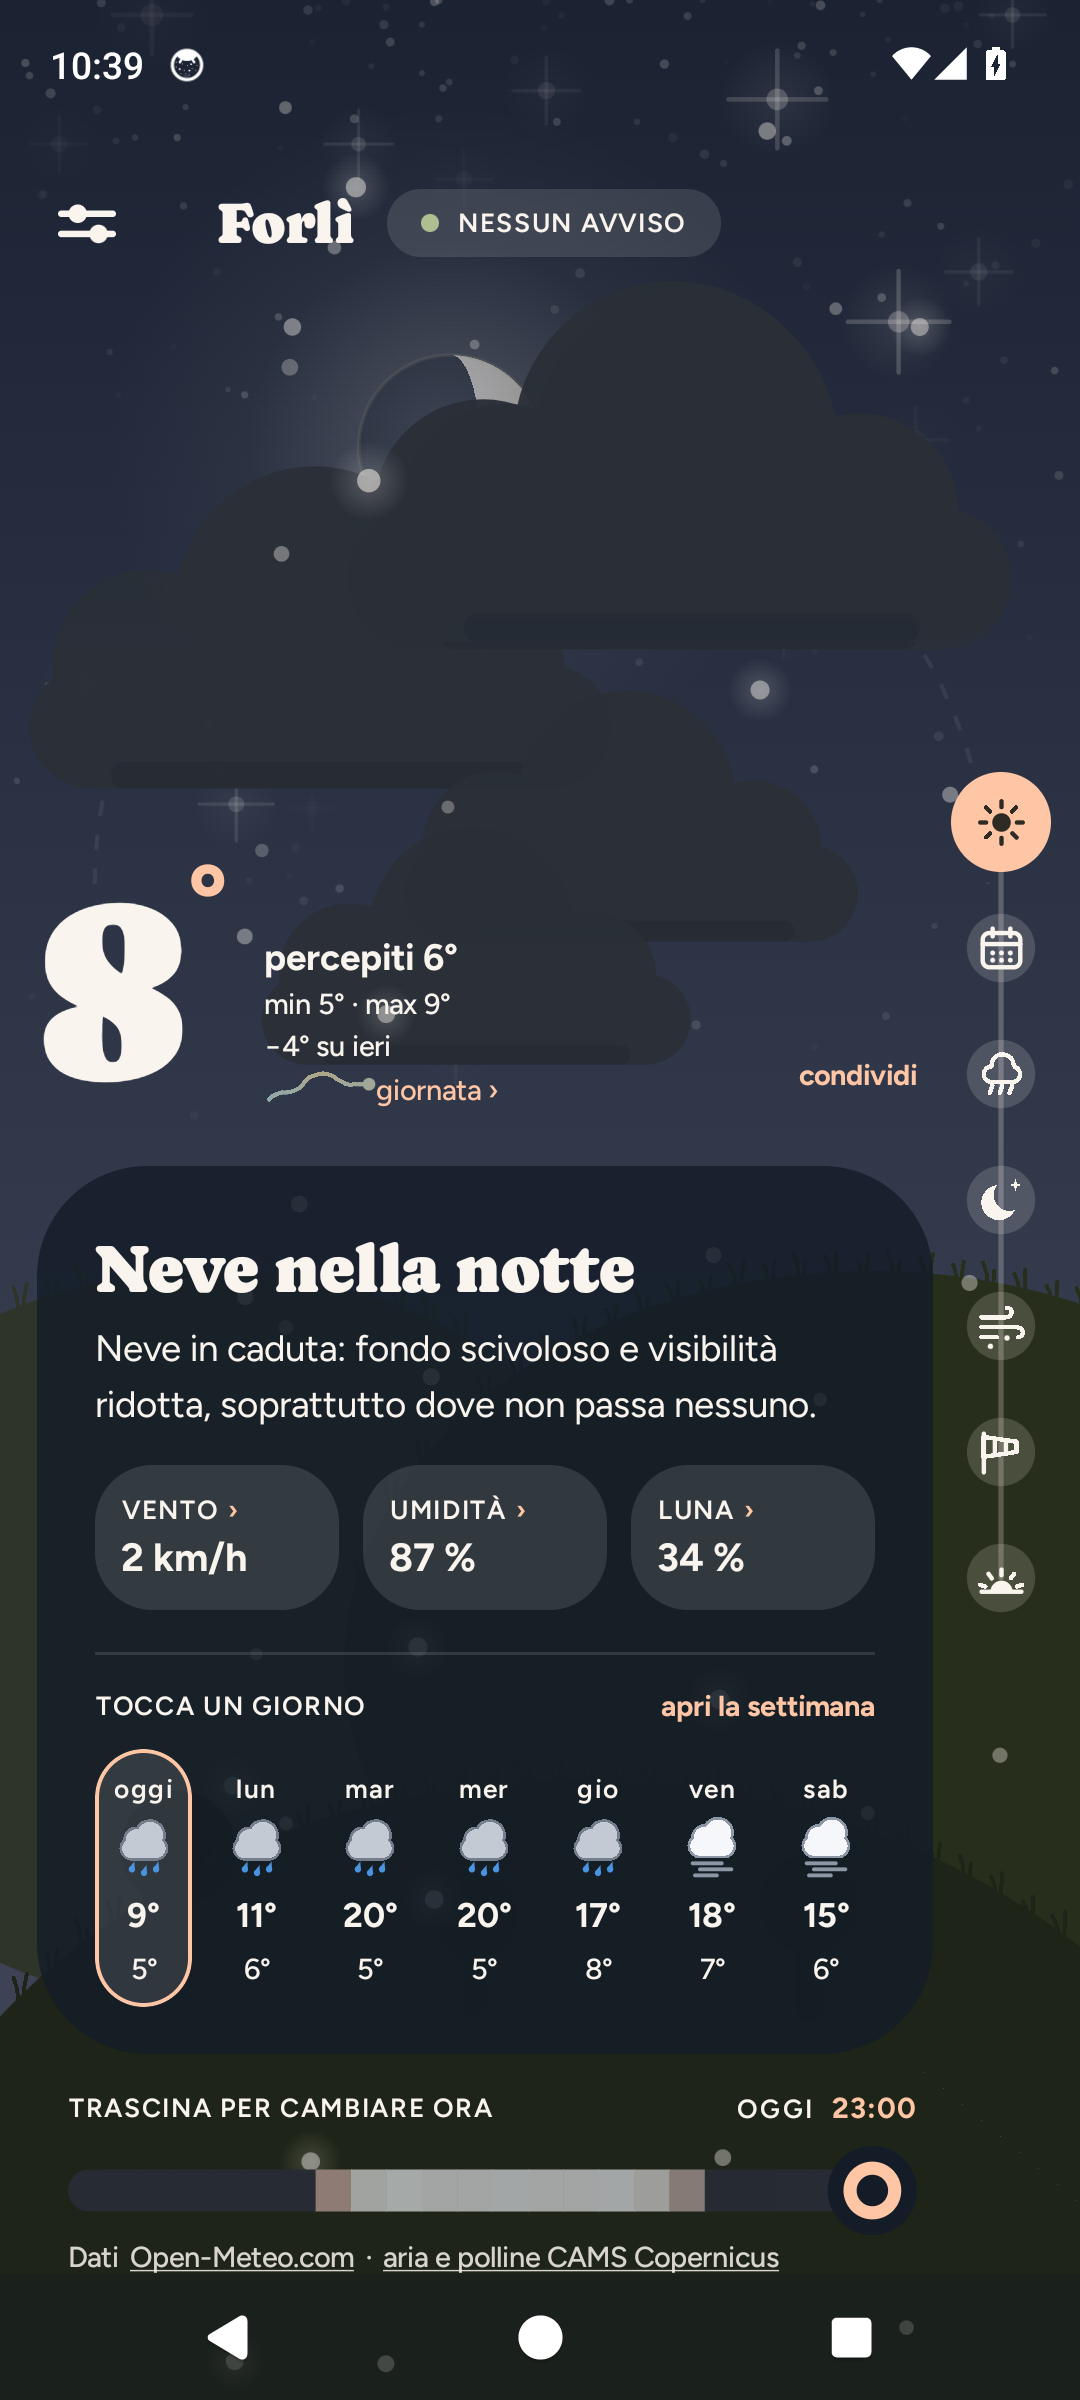 10:39
Forlì
NESSUN AVVISO
8°
percepiti 6°
min 5° · max 9°
−4° su ieri
giornata ›
condividi
Neve nella notte
Neve in caduta: fondo scivoloso e visibilità
ridotta, soprattutto dove non passa nessuno.
VENTO › UMIDITÀ › LUNA ›
2 km/h 87 % 34 %
TOCCA UN GIORNO apri la settimana
oggi lun mar mer gio ven sab
9° 11° 20° 20° 17° 18° 15°
5° 6° 5° 5° 8° 7° 6°
TRASCINA PER CAMBIARE ORA OGGI 23:00
Dati Open-Meteo.com · aria e polline CAMS Copernicus